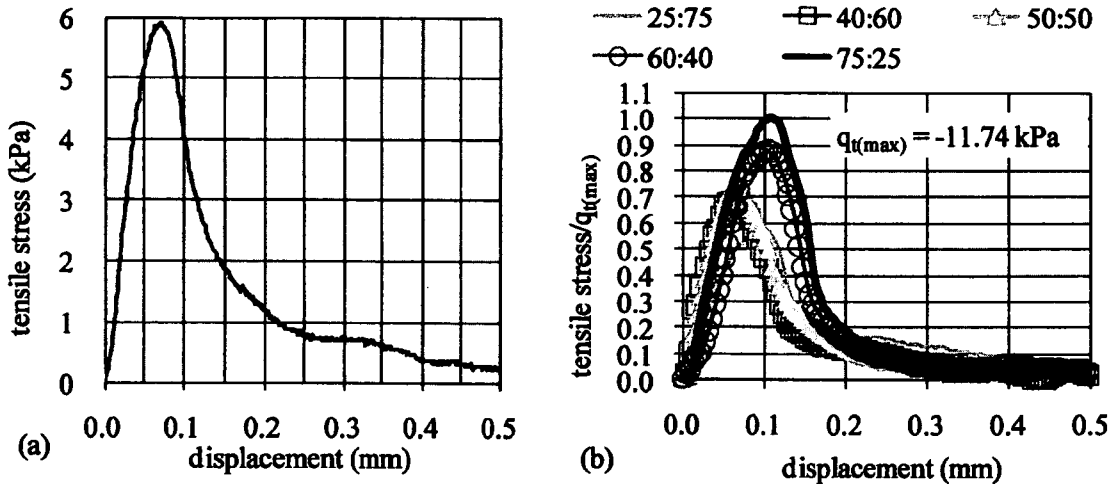 6
5
4
3
2
1
0
tensile stress (kPa)
0.0 0.1 0.2 0.3 0.4 0.5
displacement (mm)
(a)
25:75 40:60 50:50
60:40 75:25
1.1
1.0
0.9
0.8
0.7
0.6
0.5
0.4
0.3
0.2
0.1
0.0
tensile stress/qt(max)
qt(max) = -11.74 kPa
0.0 0.1 0.2 0.3 0.4 0.5
displacement (mm)
(b)